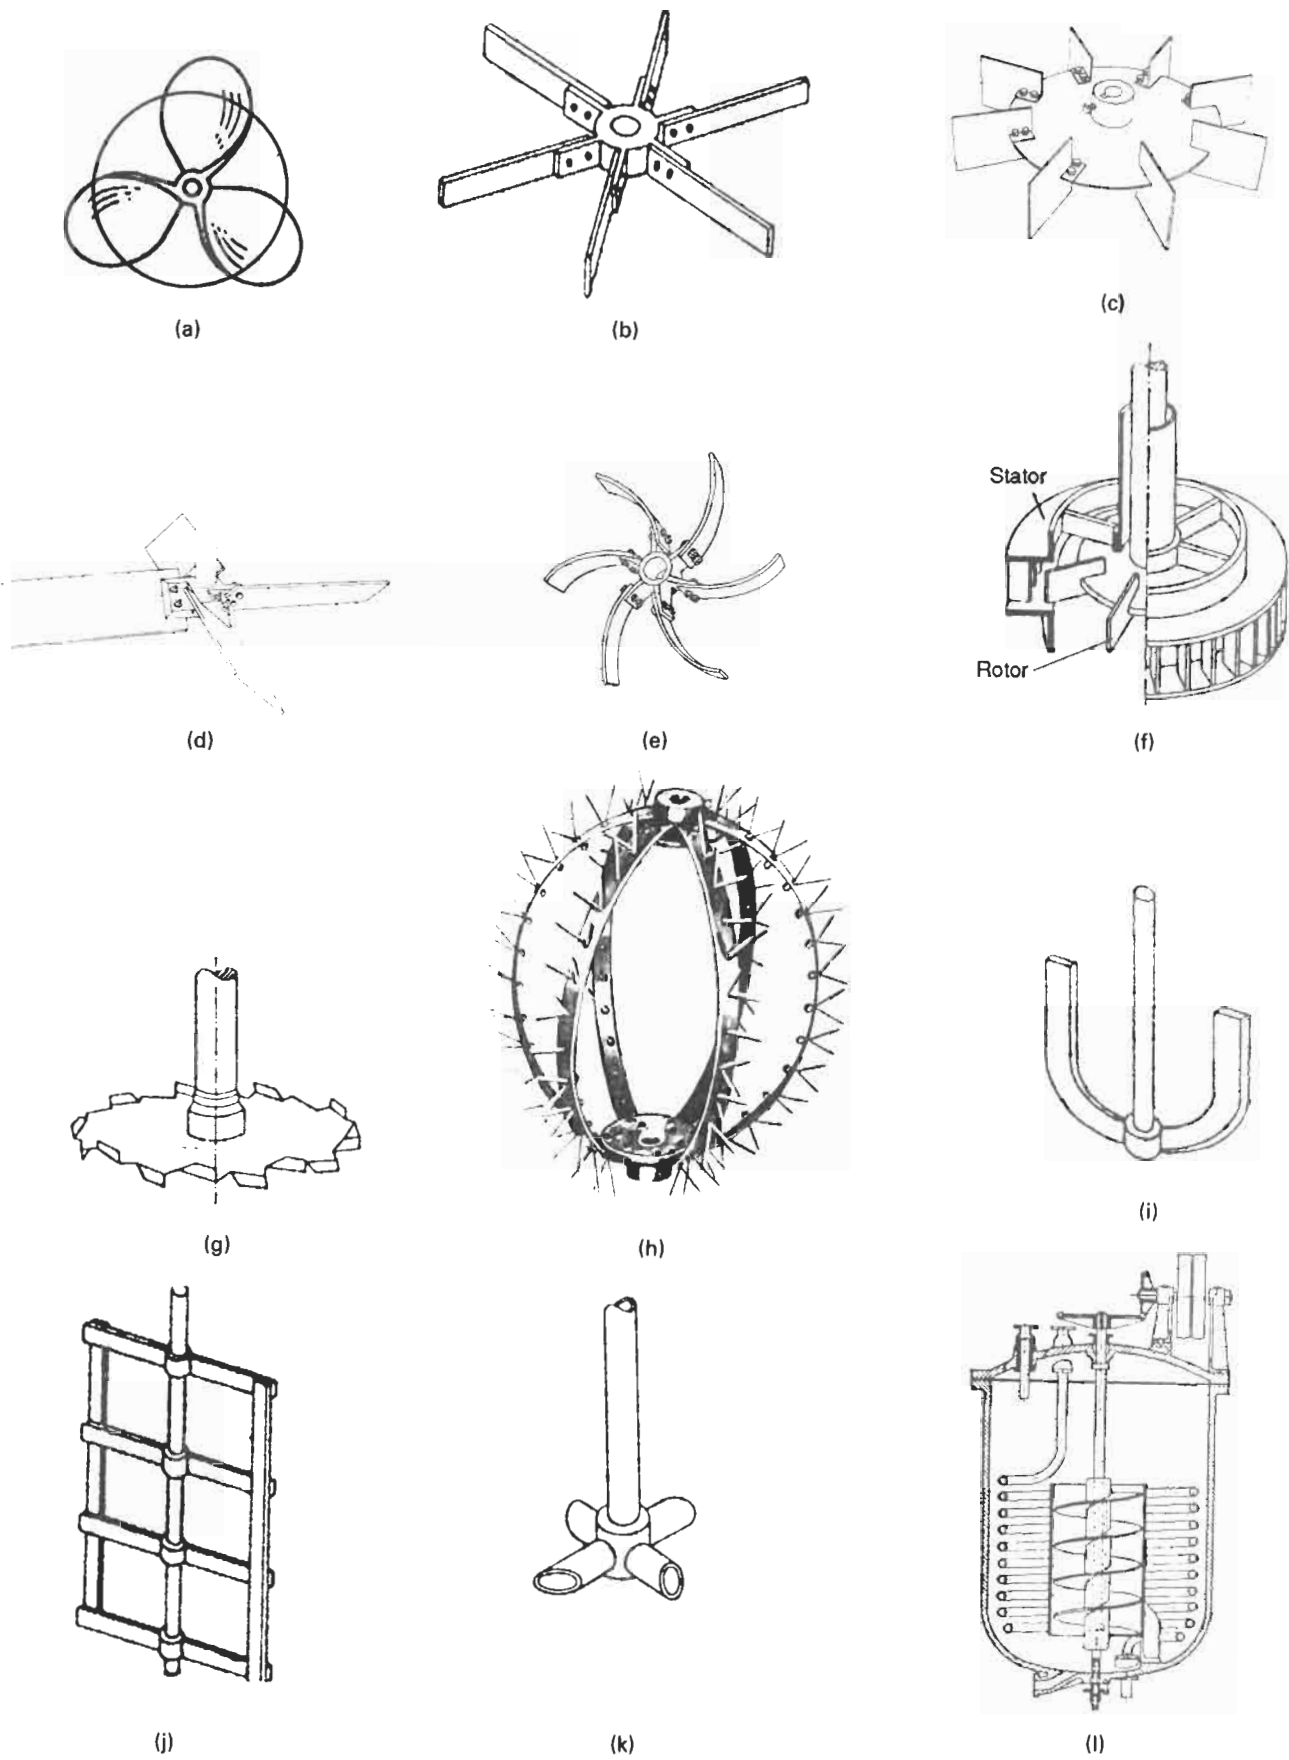 (a)
(b)
(c)
Stator
Rotor
(d)
(e)
(f)
(g)
(h)
(i)
(j)
(k)
(l)